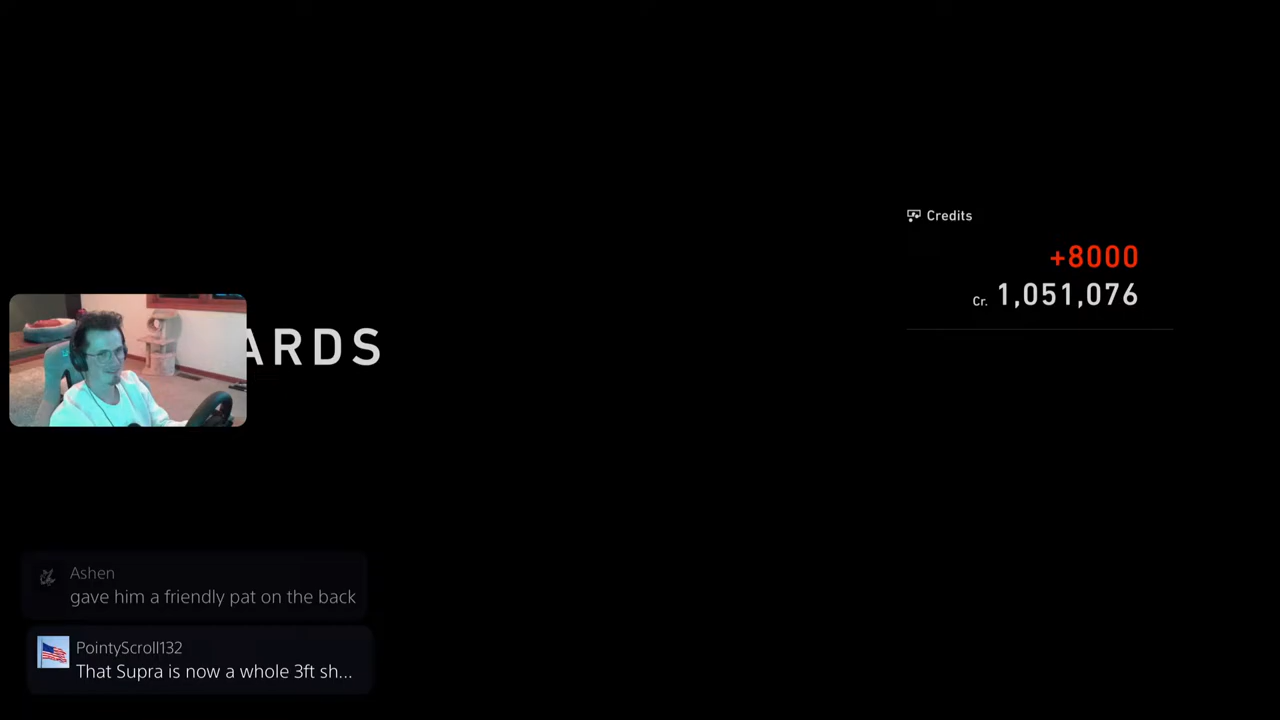 Credits
+8000
Cr. 1,051,076
ARDS
Ashen
gave him a friendly pat on the back
PointyScroll132
That Supra is now a whole 3ft sh...